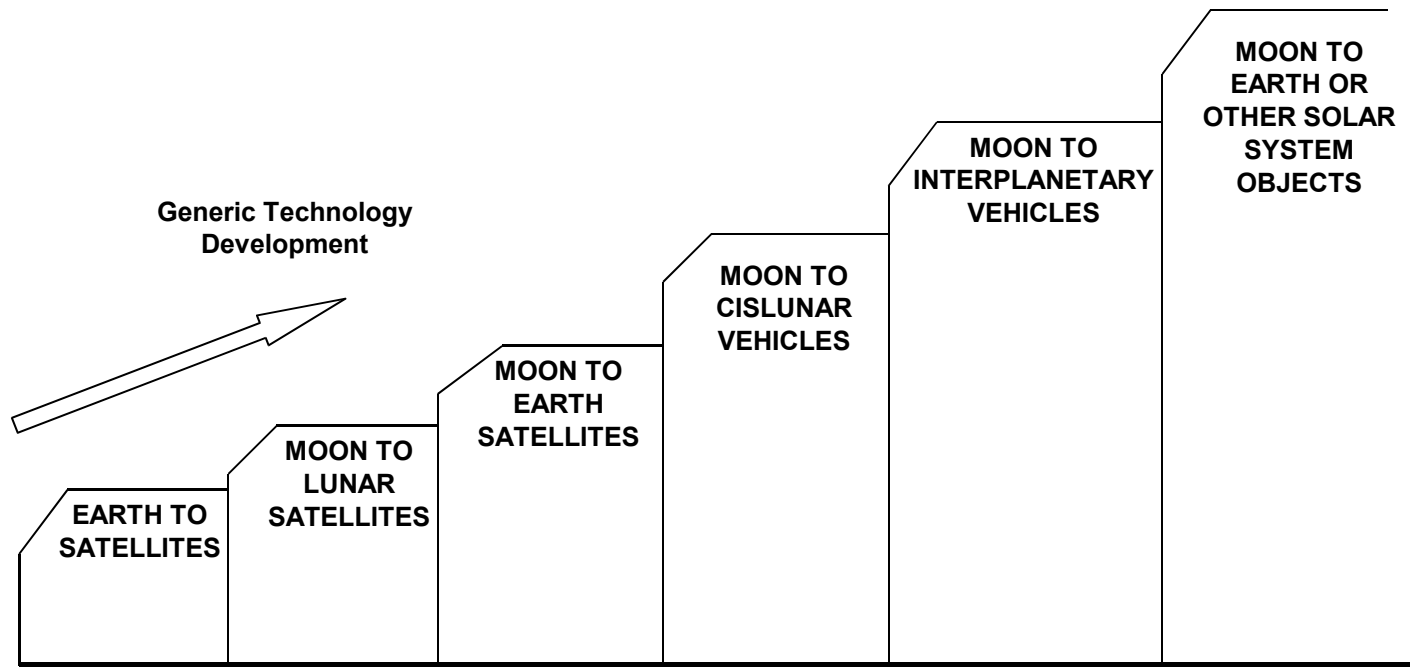 Generic Technology
Development
EARTH TO
SATELLITES
MOON TO
LUNAR
SATELLITES
MOON TO
EARTH
SATELLITES
MOON TO
CISLUNAR
VEHICLES
MOON TO
INTERPLANETARY
VEHICLES
MOON TO
EARTH OR
OTHER SOLAR
SYSTEM
OBJECTS